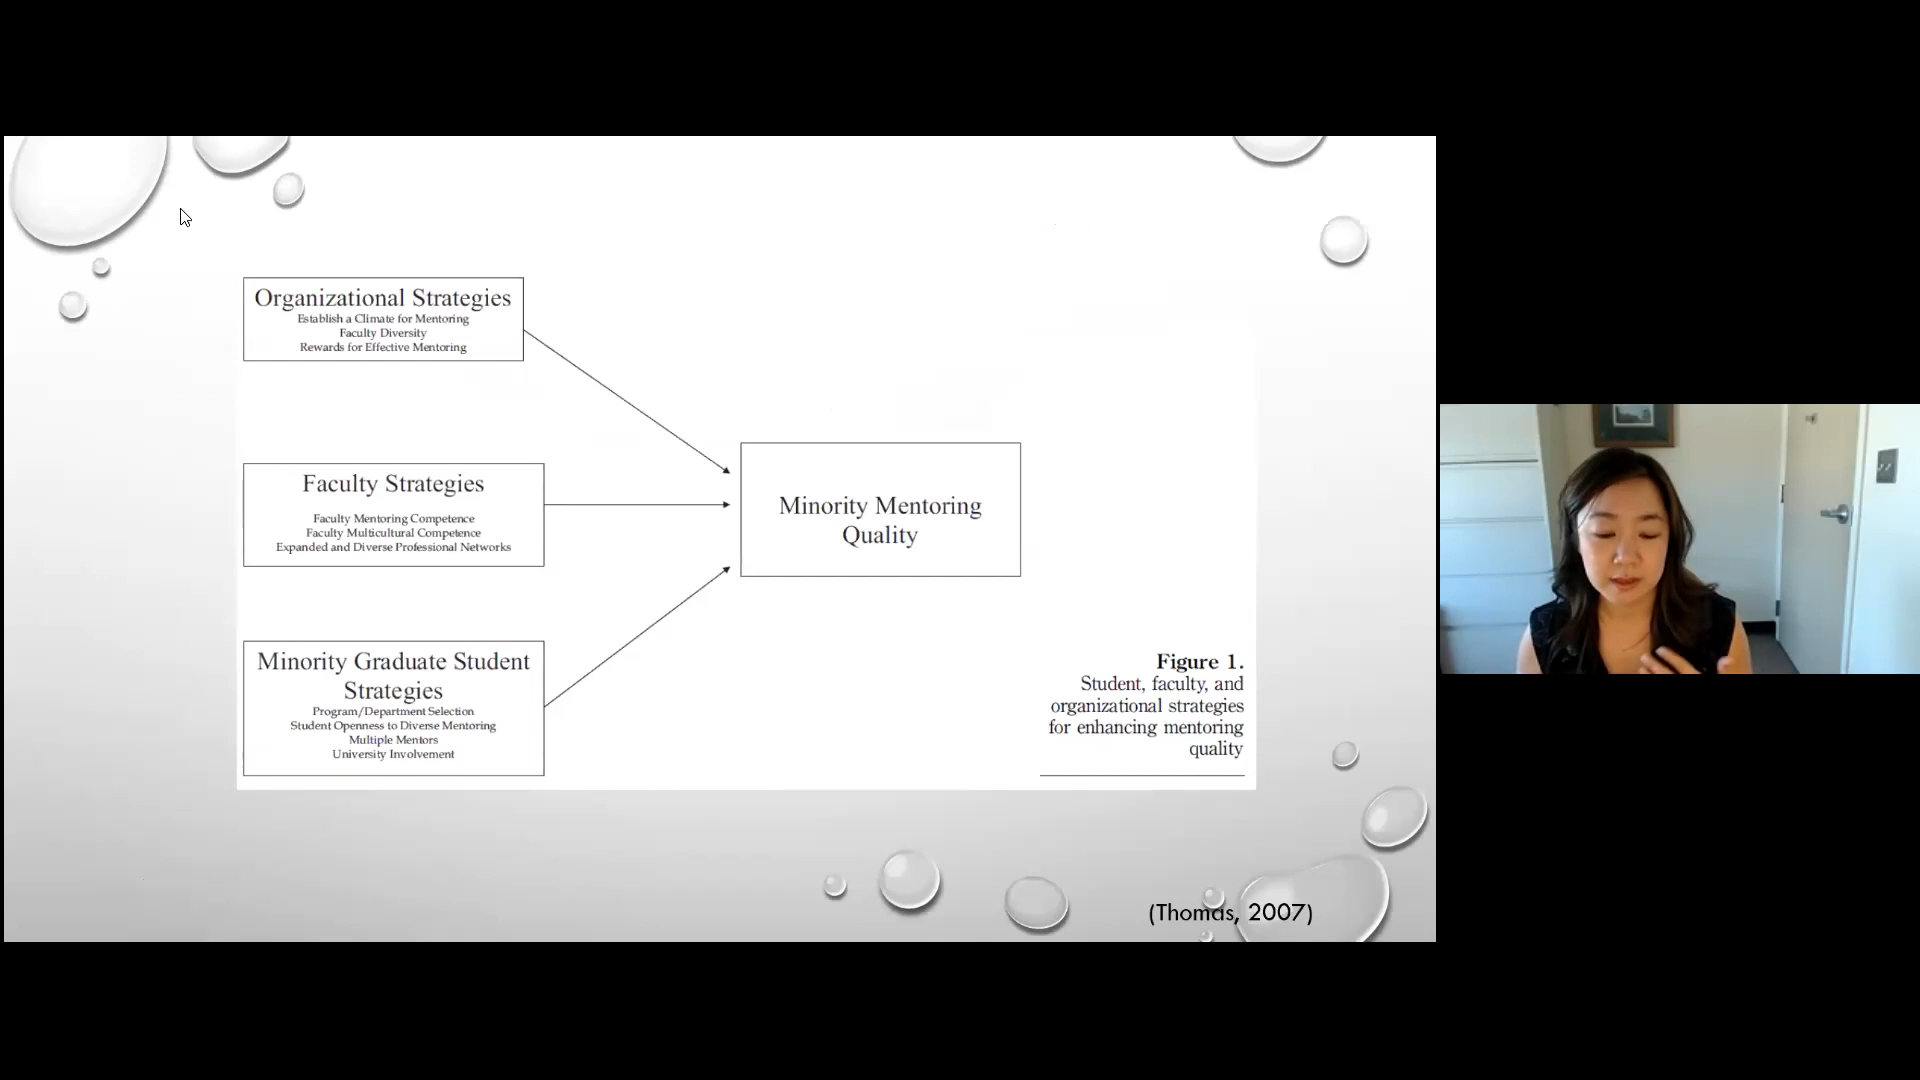 Organizational Strategies
Establish a Climate for Mentoring
Faculty Diversity
Rewards for Effective Mentoring
Faculty Strategies
Faculty Mentoring Competence
Faculty Multicultural Competence
Expanded and Diverse Professional Networks
Minority Graduate Student
Strategies
Program/Department Selection
Student Openness to Diverse Mentoring
Multiple Mentors
University Involvement
Minority Mentoring
Quality
Figure 1.
Student, faculty, and
organizational strategies
for enhancing mentoring
quality
(Thomas, 2007)